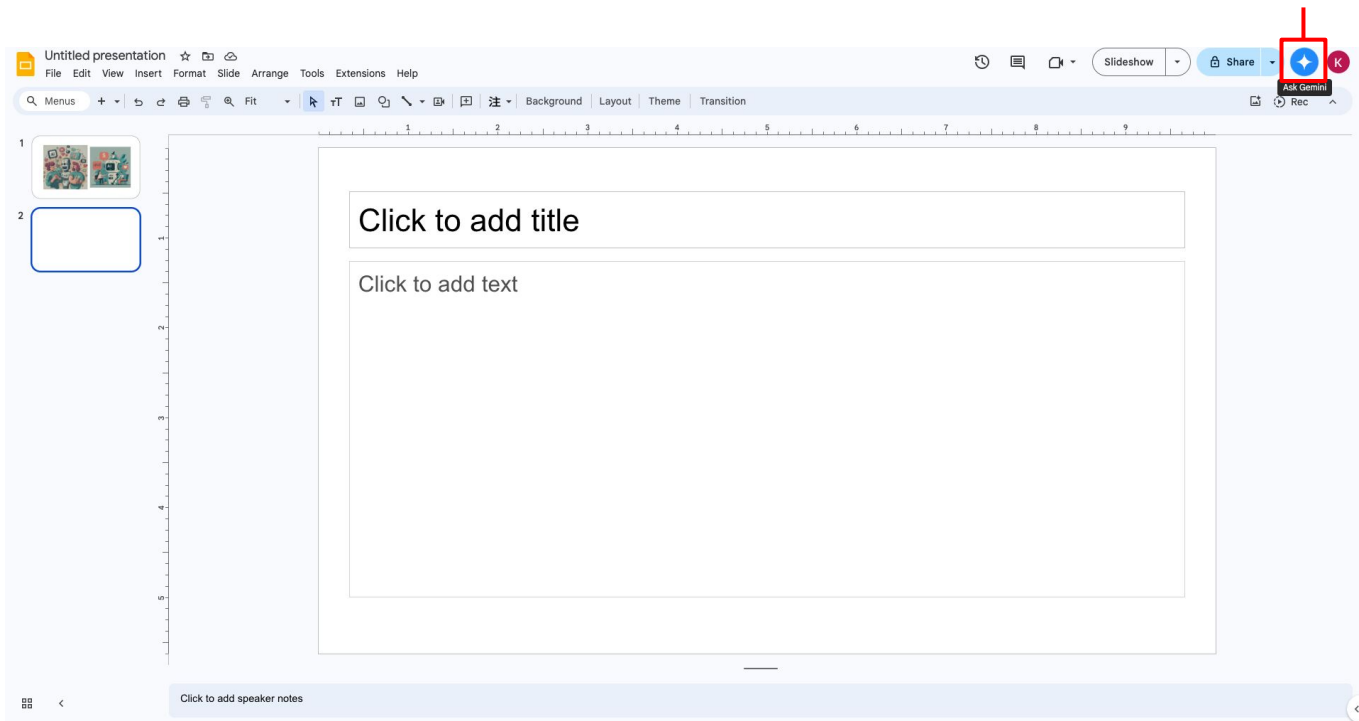 Untitled presentation
File Edit View Insert Format Slide Arrange Tools Extensions Help
Slideshow
Share
K
Ask Gemini
Menus
Fit
注
Background Layout Theme Transition
Rec
1 2 3 4 5 6 7 8 9
1
2
1
2
3
4
5
Click to add title
Click to add text
Click to add speaker notes